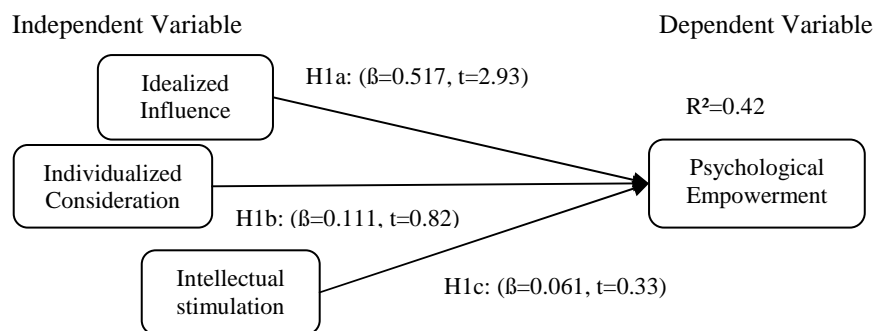 Independent Variable
Dependent Variable
Idealized
Influence
H1a: (ß=0.517, t=2.93)
R²=0.42
Individualized
Consideration
Psychological
Empowerment
H1b: (ß=0.111, t=0.82)
Intellectual
stimulation
H1c: (ß=0.061, t=0.33)